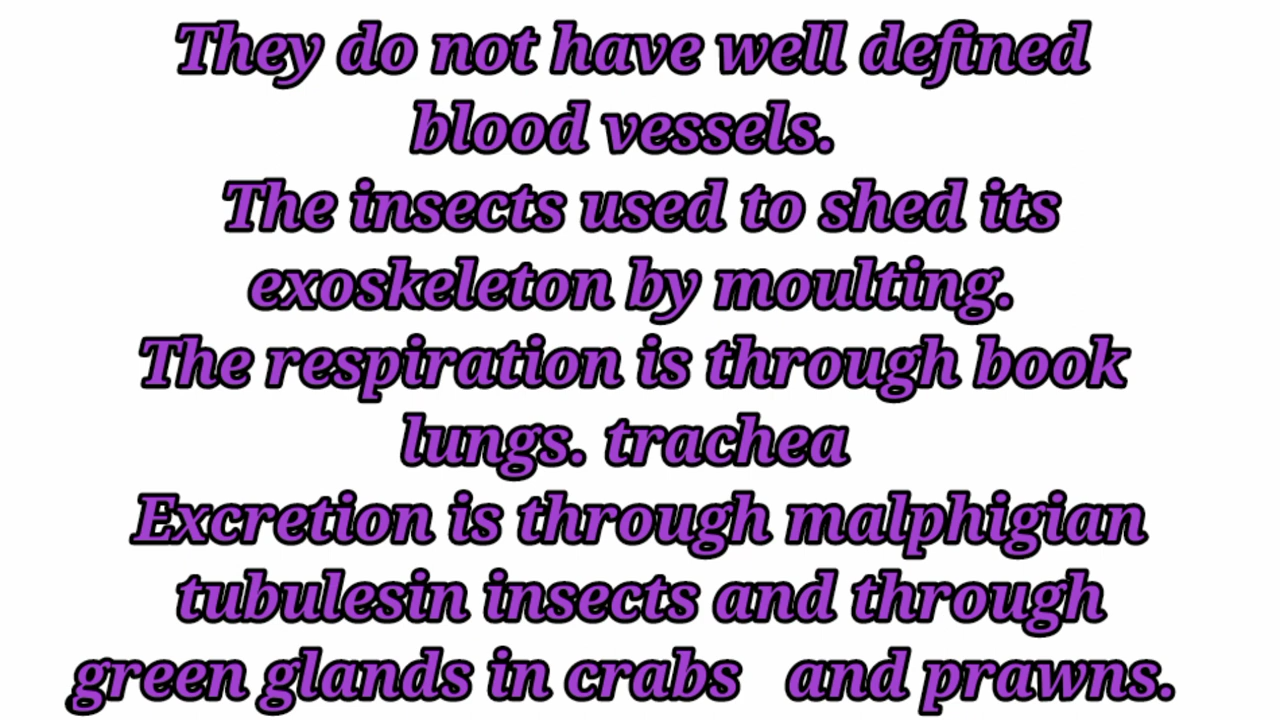 They do not have well defined
blood vessels.
The insects used to shed its
exoskeleton by moulting.
The respiration is through book
lungs. trachea
Excretion is through malphigian
tubulesin insects and through
green glands in crabs   and prawns.